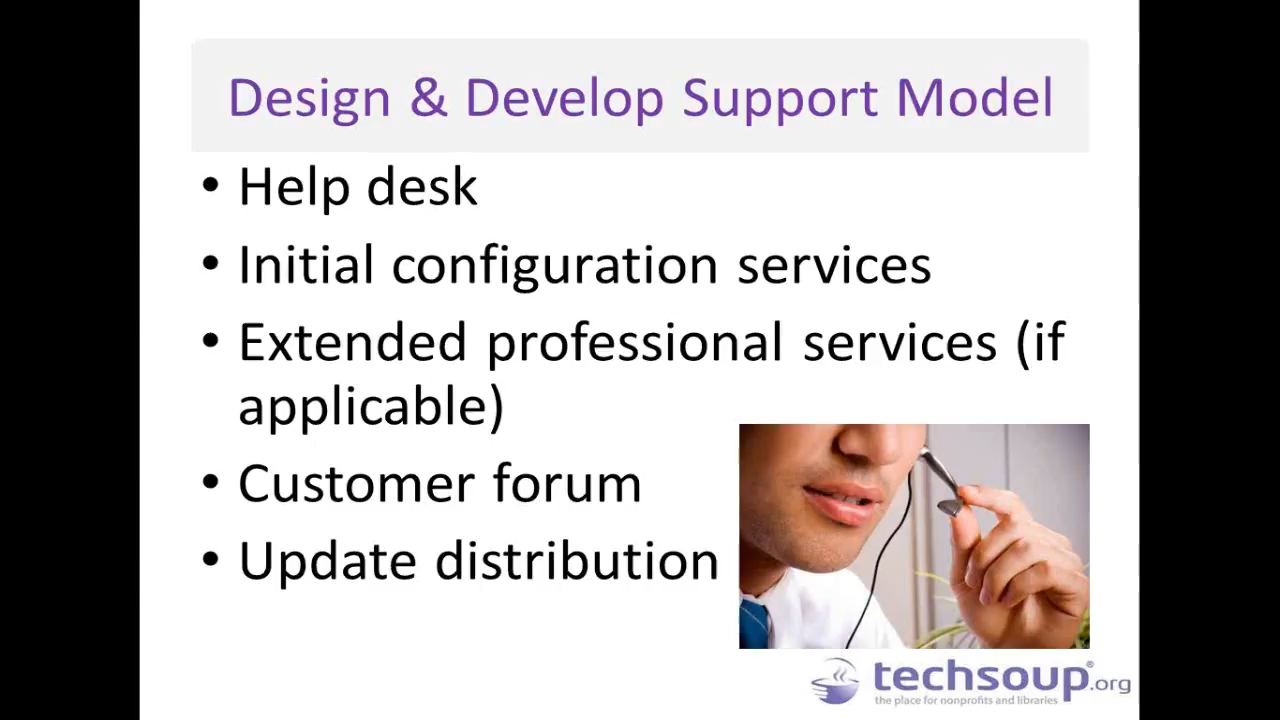 Design & Develop Support Model
• Help desk
• Initial configuration services
• Extended professional services (if
applicable)
• Customer forum
• Update distribution
techsoup®.org
the place for nonprofits and libraries